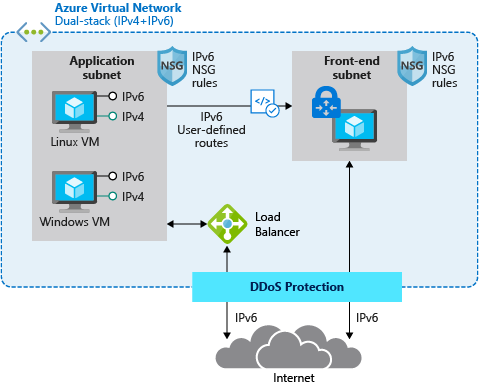 Azure Virtual Network
Dual-stack (IPv4+IPv6)
Application
subnet
NSG
IPv6
NSG
rules
IPv6
IPv4
Linux VM
IPv6
IPv4
Windows VM
IPv6
User-defined
routes
Front-end
subnet
NSG
IPv6
NSG
rules
Load
Balancer
DDoS Protection
IPv6
IPv6
Internet